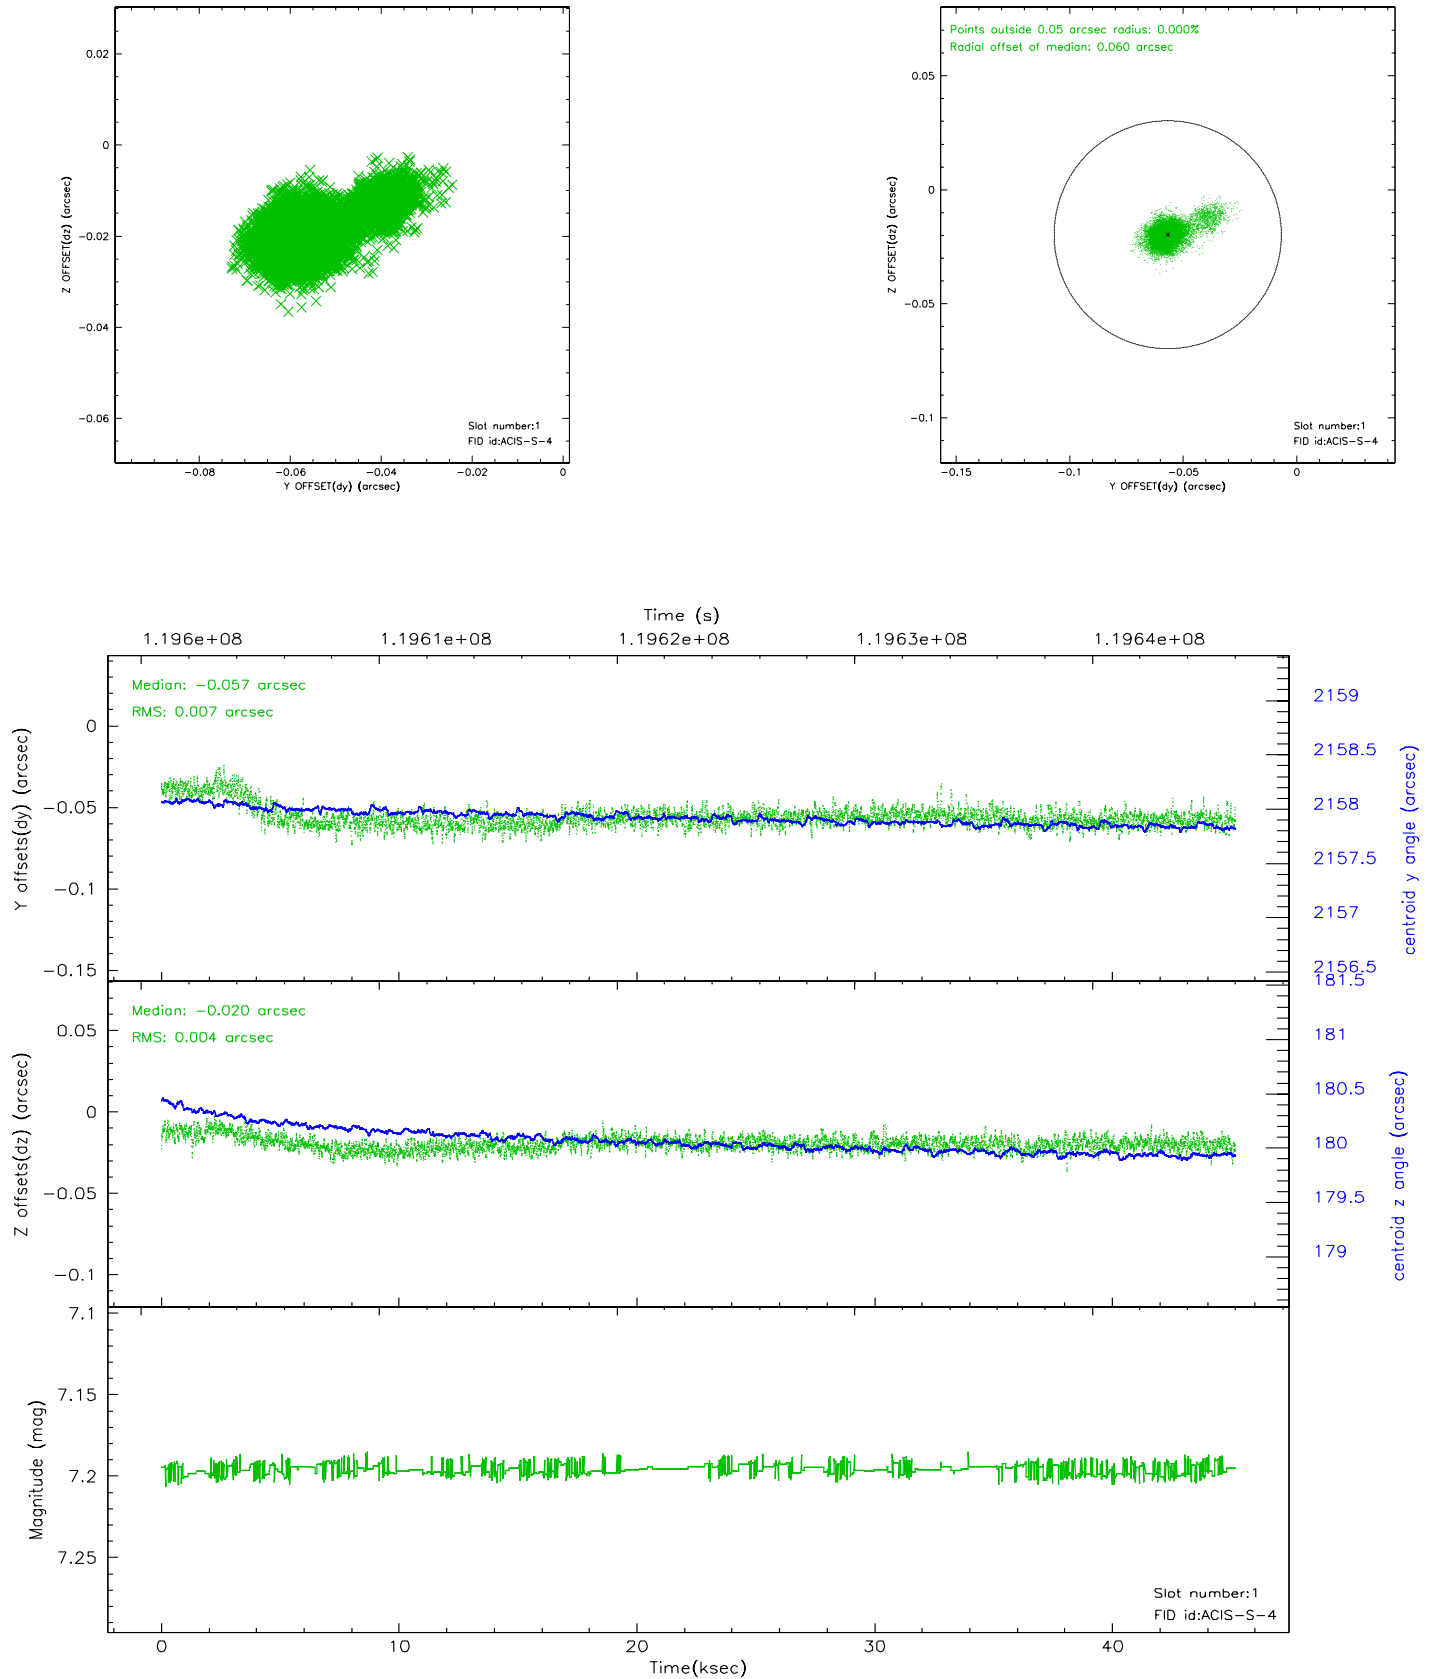 0.02
0
−0.02
−0.04
−0.06
Z OFFSET(dz) (arcsec)
Slot number:1
FID id:ACIS−S−4
−0.08
−0.06
−0.04
−0.02
0
Y OFFSET(dy) (arcsec)
Points outside 0.05 arcsec radius: 0.000%
Radial offset of median: 0.060 arcsec
0.05
0
−0.05
−0.1
Z OFFSET(dz) (arcsec)
Slot number:1
FID id:ACIS−S−4
−0.15
−0.1
−0.05
0
Y OFFSET(dy) (arcsec)
Time (s)
1.196e+08
1.1961e+08
1.1962e+08
1.1963e+08
1.1964e+08
Median: −0.057 arcsec
RMS: 0.007 arcsec
0
−0.05
−0.1
−0.15
Y offsets(dy) (arcsec)
2159
2158.5
2158
2157.5
2157
2156.5
centroid y angle (arcsec)
Median: −0.020 arcsec
RMS: 0.004 arcsec
0.05
0
−0.05
−0.1
Z offsets(dz) (arcsec)
181.5
181
180.5
180
179.5
179
centroid z angle (arcsec)
7.1
7.15
7.2
7.25
Magnitude (mag)
Slot number:1
FID id:ACIS−S−4
0
10
20
30
40
Time(ksec)